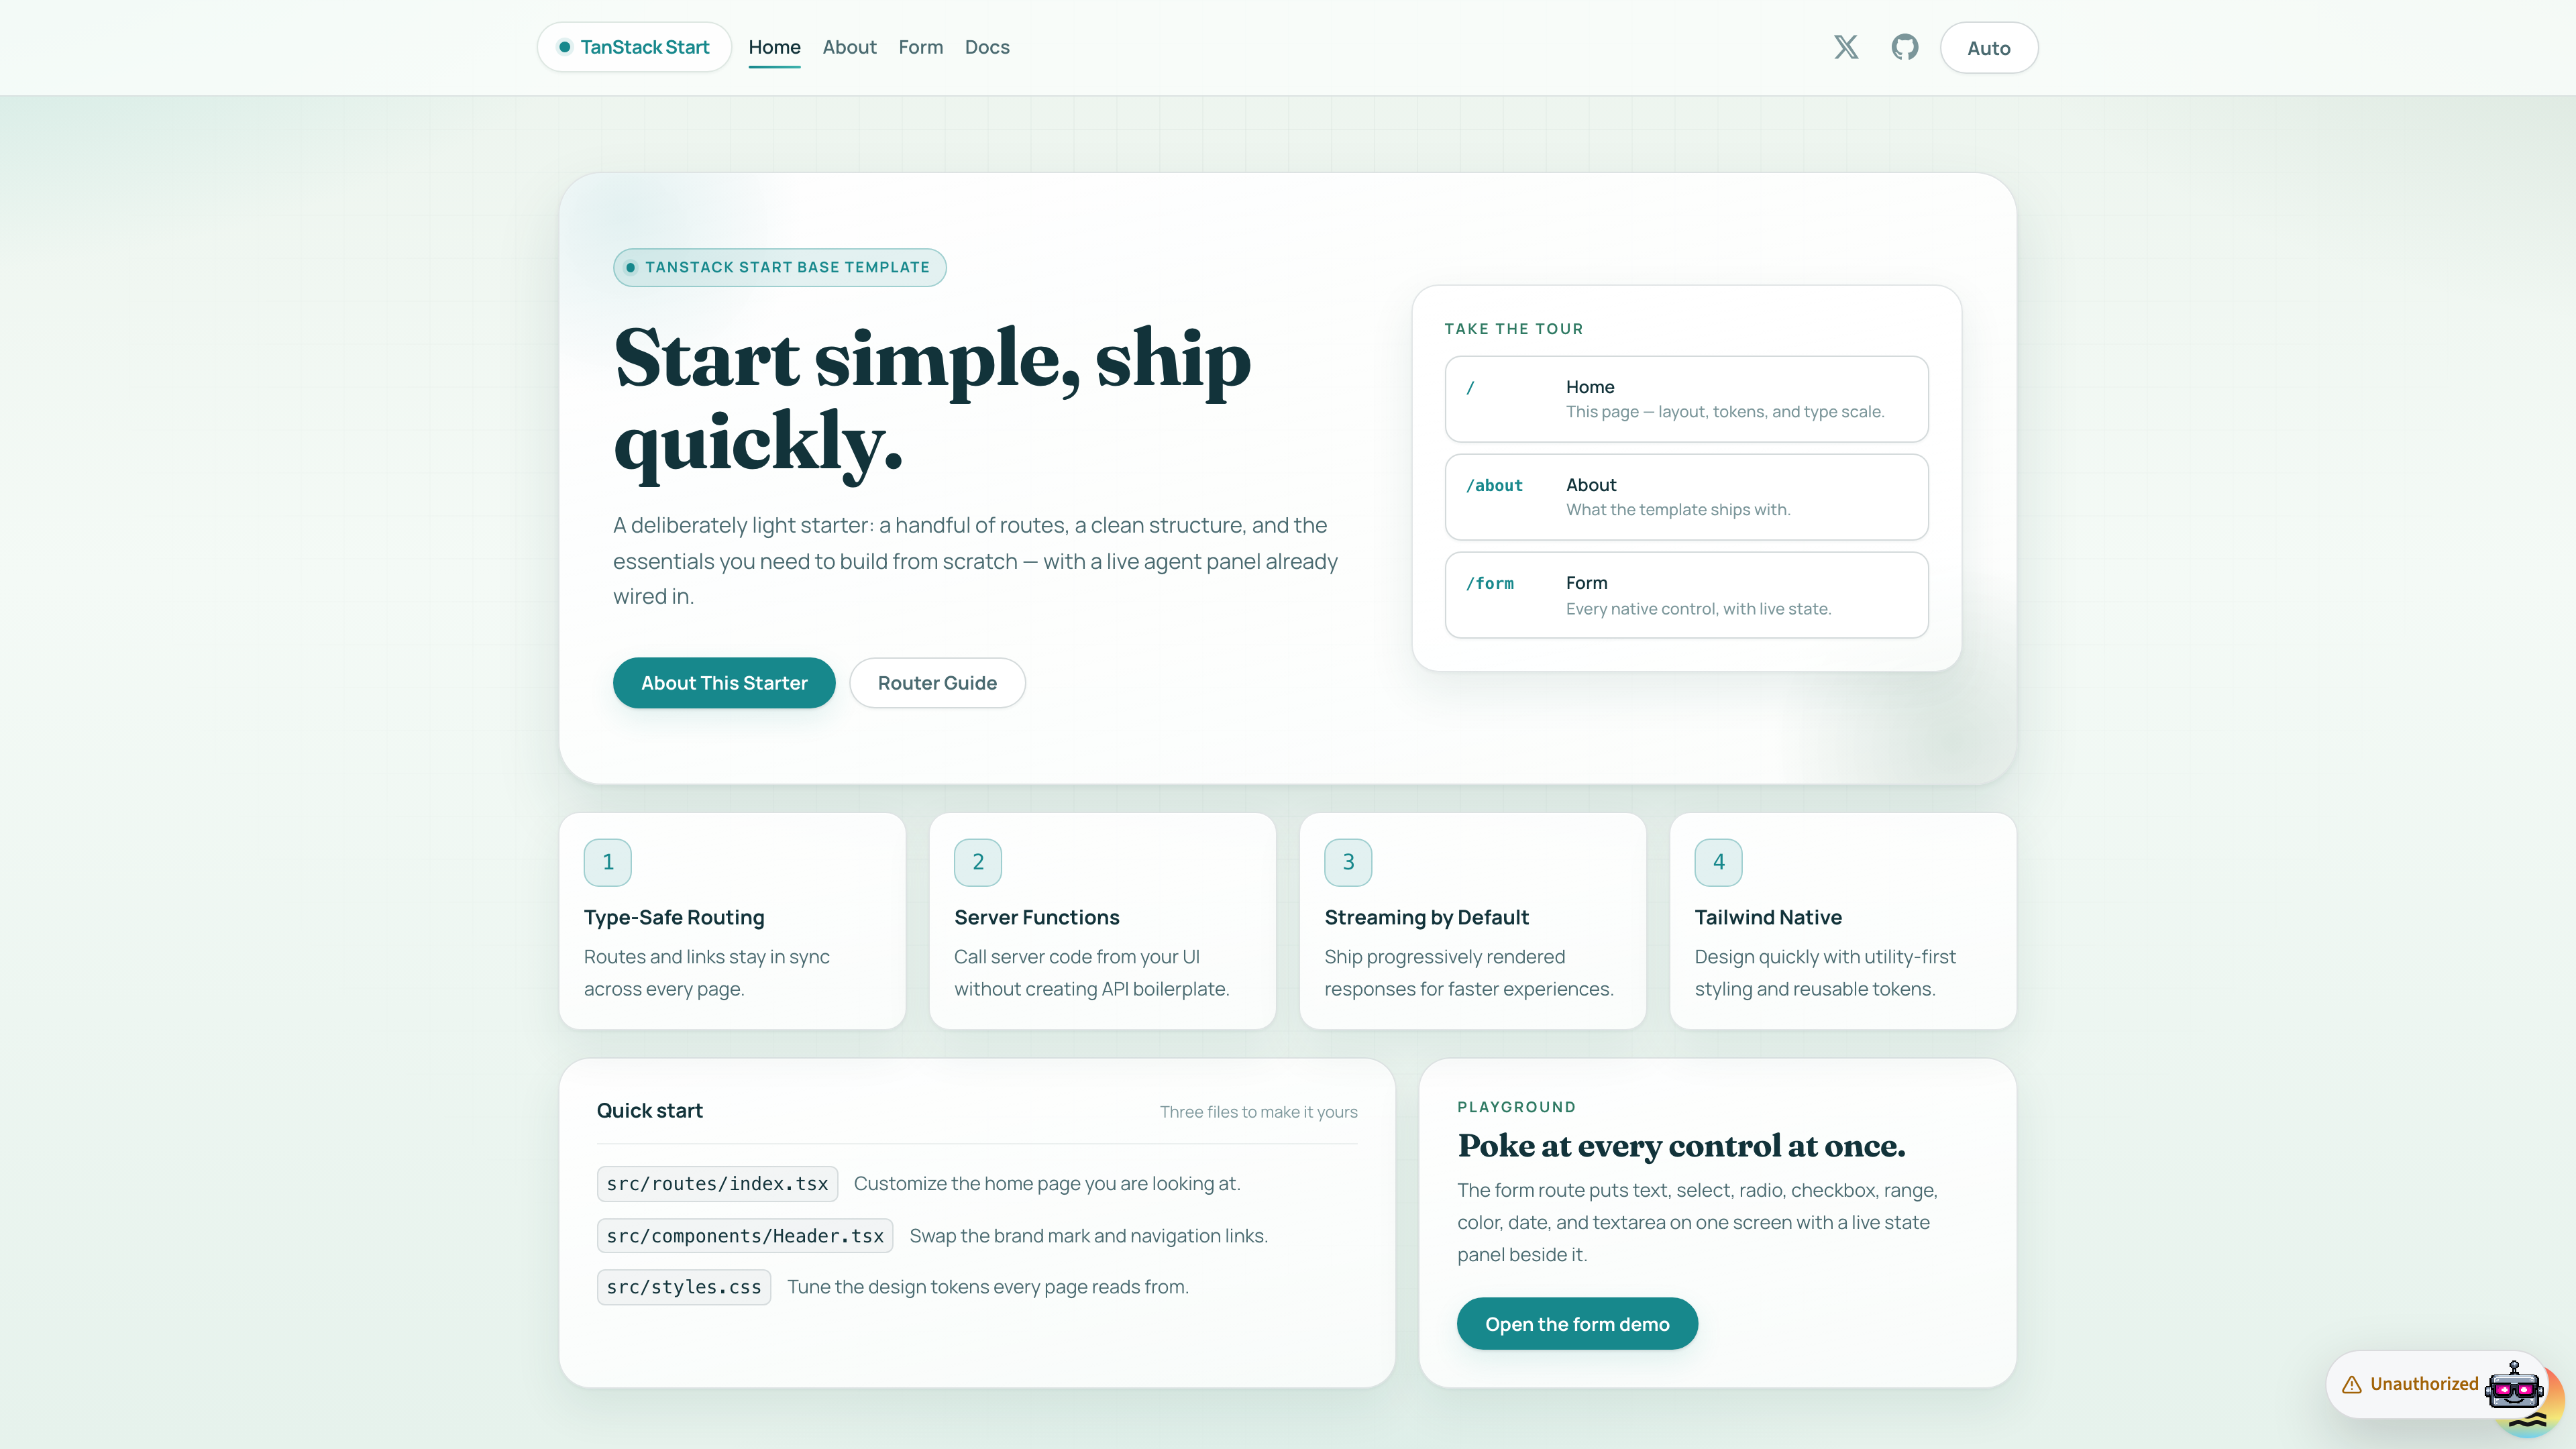 TanStack Start
Home
About
Form
Docs
Auto
TANSTACK START BASE TEMPLATE
Start simple, ship
quickly.
A deliberately light starter: a handful of routes, a clean structure, and the
essentials you need to build from scratch — with a live agent panel already
wired in.
About This Starter
Router Guide
TAKE THE TOUR
/
Home
This page — layout, tokens, and type scale.
/about
About
What the template ships with.
/form
Form
Every native control, with live state.
1
Type-Safe Routing
Routes and links stay in sync
across every page.
2
Server Functions
Call server code from your UI
without creating API boilerplate.
3
Streaming by Default
Ship progressively rendered
responses for faster experiences.
4
Tailwind Native
Design quickly with utility-first
styling and reusable tokens.
Quick start
Three files to make it yours
src/routes/index.tsx Customize the home page you are looking at.
src/components/Header.tsx Swap the brand mark and navigation links.
src/styles.css Tune the design tokens every page reads from.
PLAYGROUND
Poke at every control at once.
The form route puts text, select, radio, checkbox, range,
color, date, and textarea on one screen with a live state
panel beside it.
Open the form demo
Unauthorized